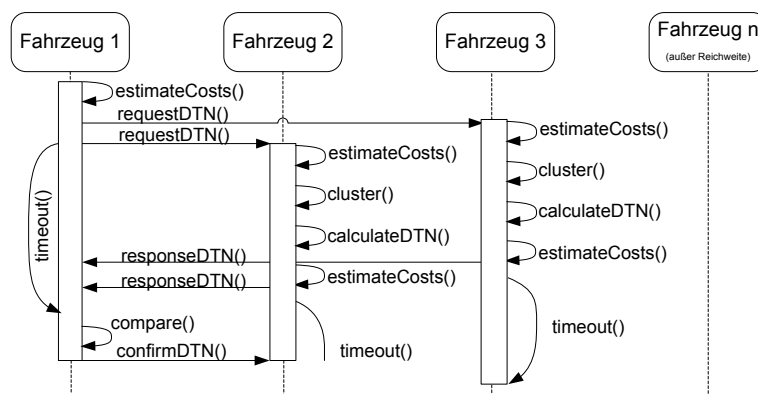 Fahrzeug 1
Fahrzeug 2
Fahrzeug 3
Fahrzeug n
(außer Reichweite)
estimateCosts()
requestDTN()
requestDTN()
timeout()
estimateCosts()
cluster()
calculateDTN()
estimateCosts()
estimateCosts()
cluster()
calculateDTN()
estimateCosts()
responseDTN()
responseDTN()
compare()
confirmDTN()
timeout()
timeout()